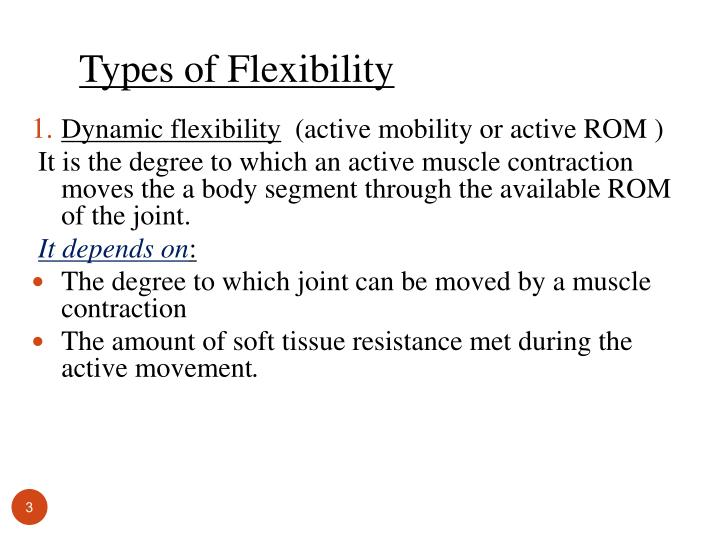 Types of Flexibility
1. Dynamic flexibility (active mobility or active ROM )
It is the degree to which an active muscle contraction
moves the a body segment through the available ROM
of the joint.
It depends on:
• The degree to which joint can be moved by a muscle
contraction
• The amount of soft tissue resistance met during the
active movement.
3